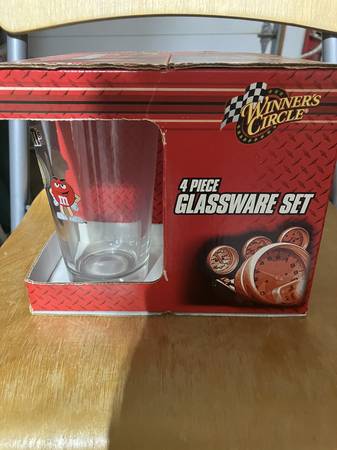 WINNER'S
CIRCLE
4 PIECE
GLASSWARE SET
m